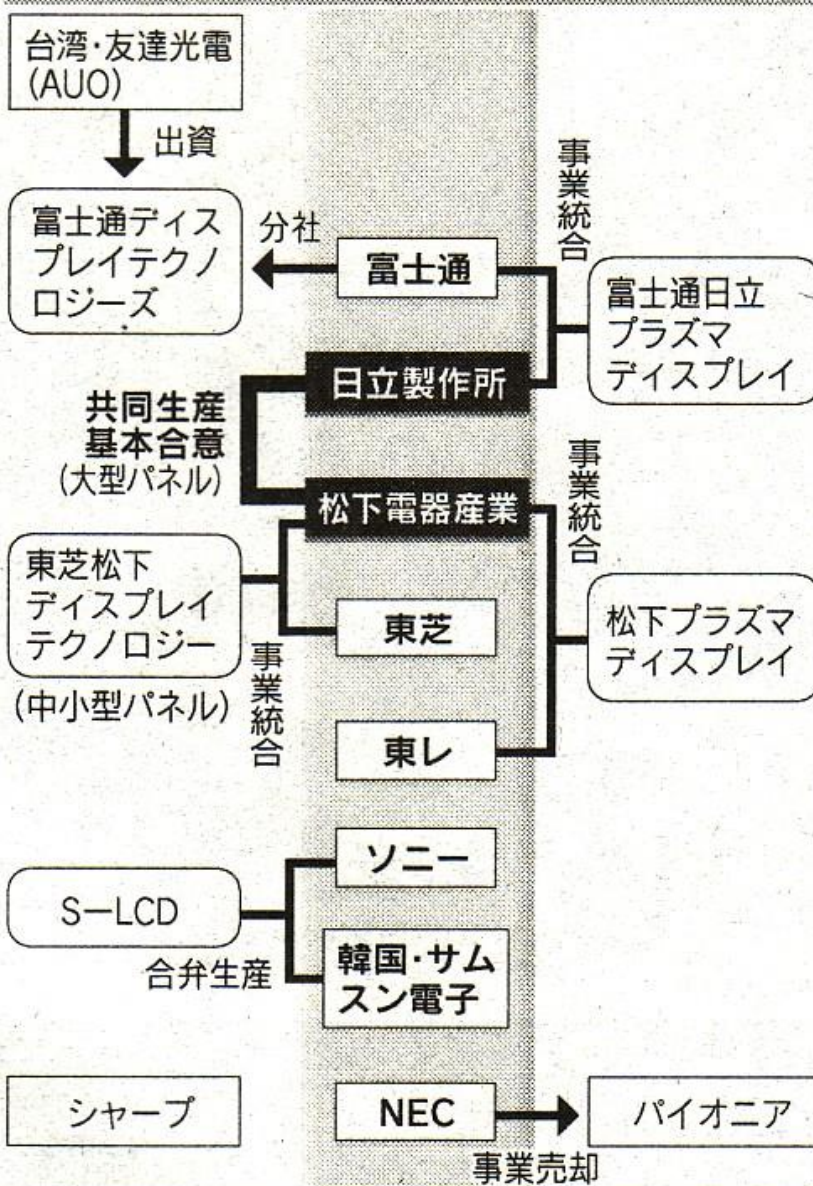 台湾・友達光電
(AUO)
出資
富士通ディス
プレイテクノ
ロジーズ
分社
富士通
事業統合
富士通日立
プラズマ
ディスプレイ
日立製作所
共同生産
基本合意
(大型パネル)
松下電器産業
事業統合
東芝松下
ディスプレイ
テクノロジー
(中小型パネル)
事業統合
東芝
松下プラズマ
ディスプレイ
東レ
ソニー
S―LCD
合弁生産
韓国・サム
スン電子
シャープ
NEC
事業売却
パイオニア